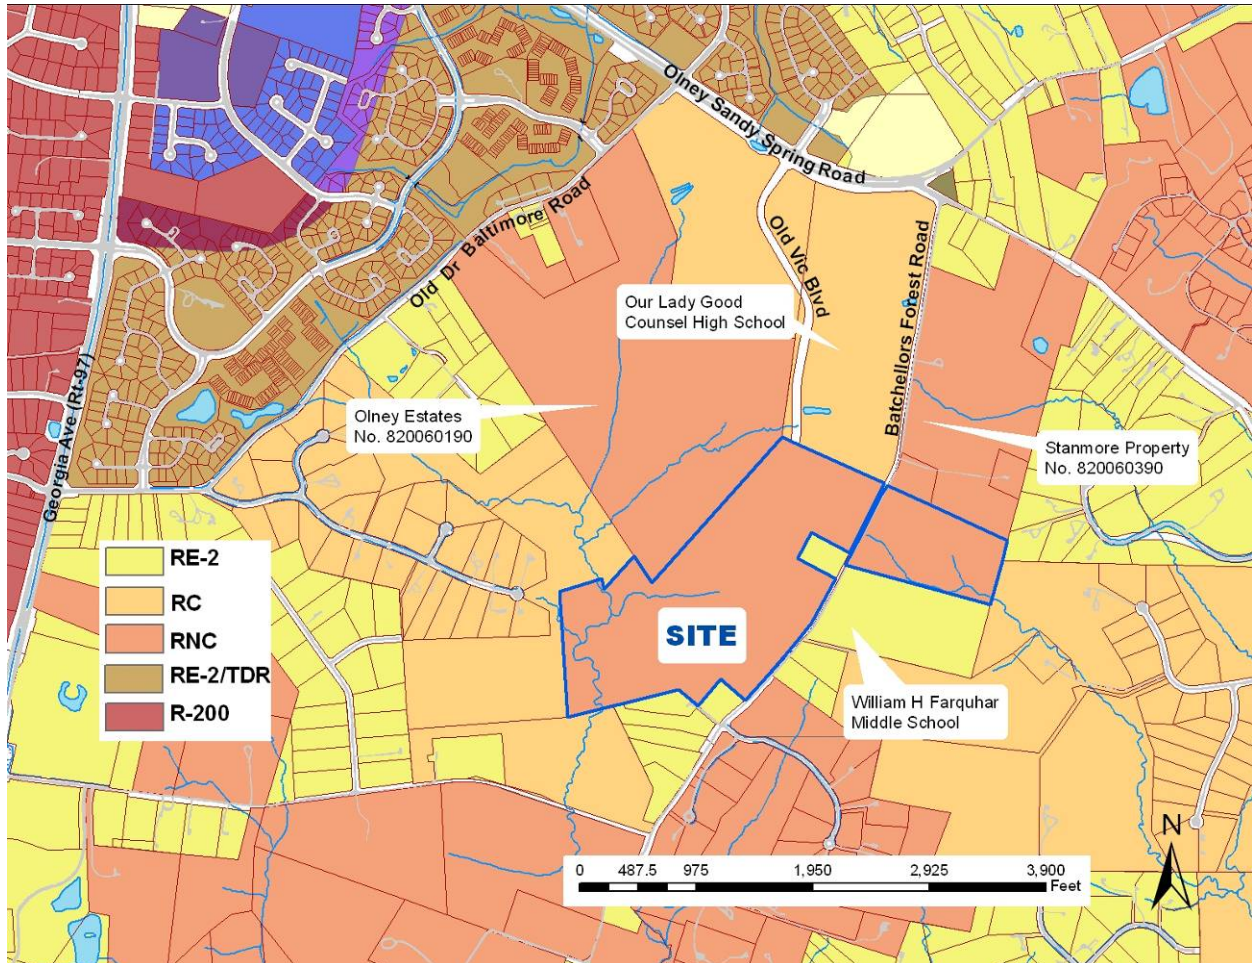 Olney Sandy Spring Road
Old Dr Baltimore Road
Old Vic Blvd
Batchellors Forest Road
Georgia Ave (Rt-97)
Our Lady Good
Counsel High School
Olney Estates
No. 820060190
Stanmore Property
No. 820060390
SITE
William H Farquhar
Middle School
RE-2
RC
RNC
RE-2/TDR
R-200
N
0 487.5 975 1,950 2,925 3,900
Feet